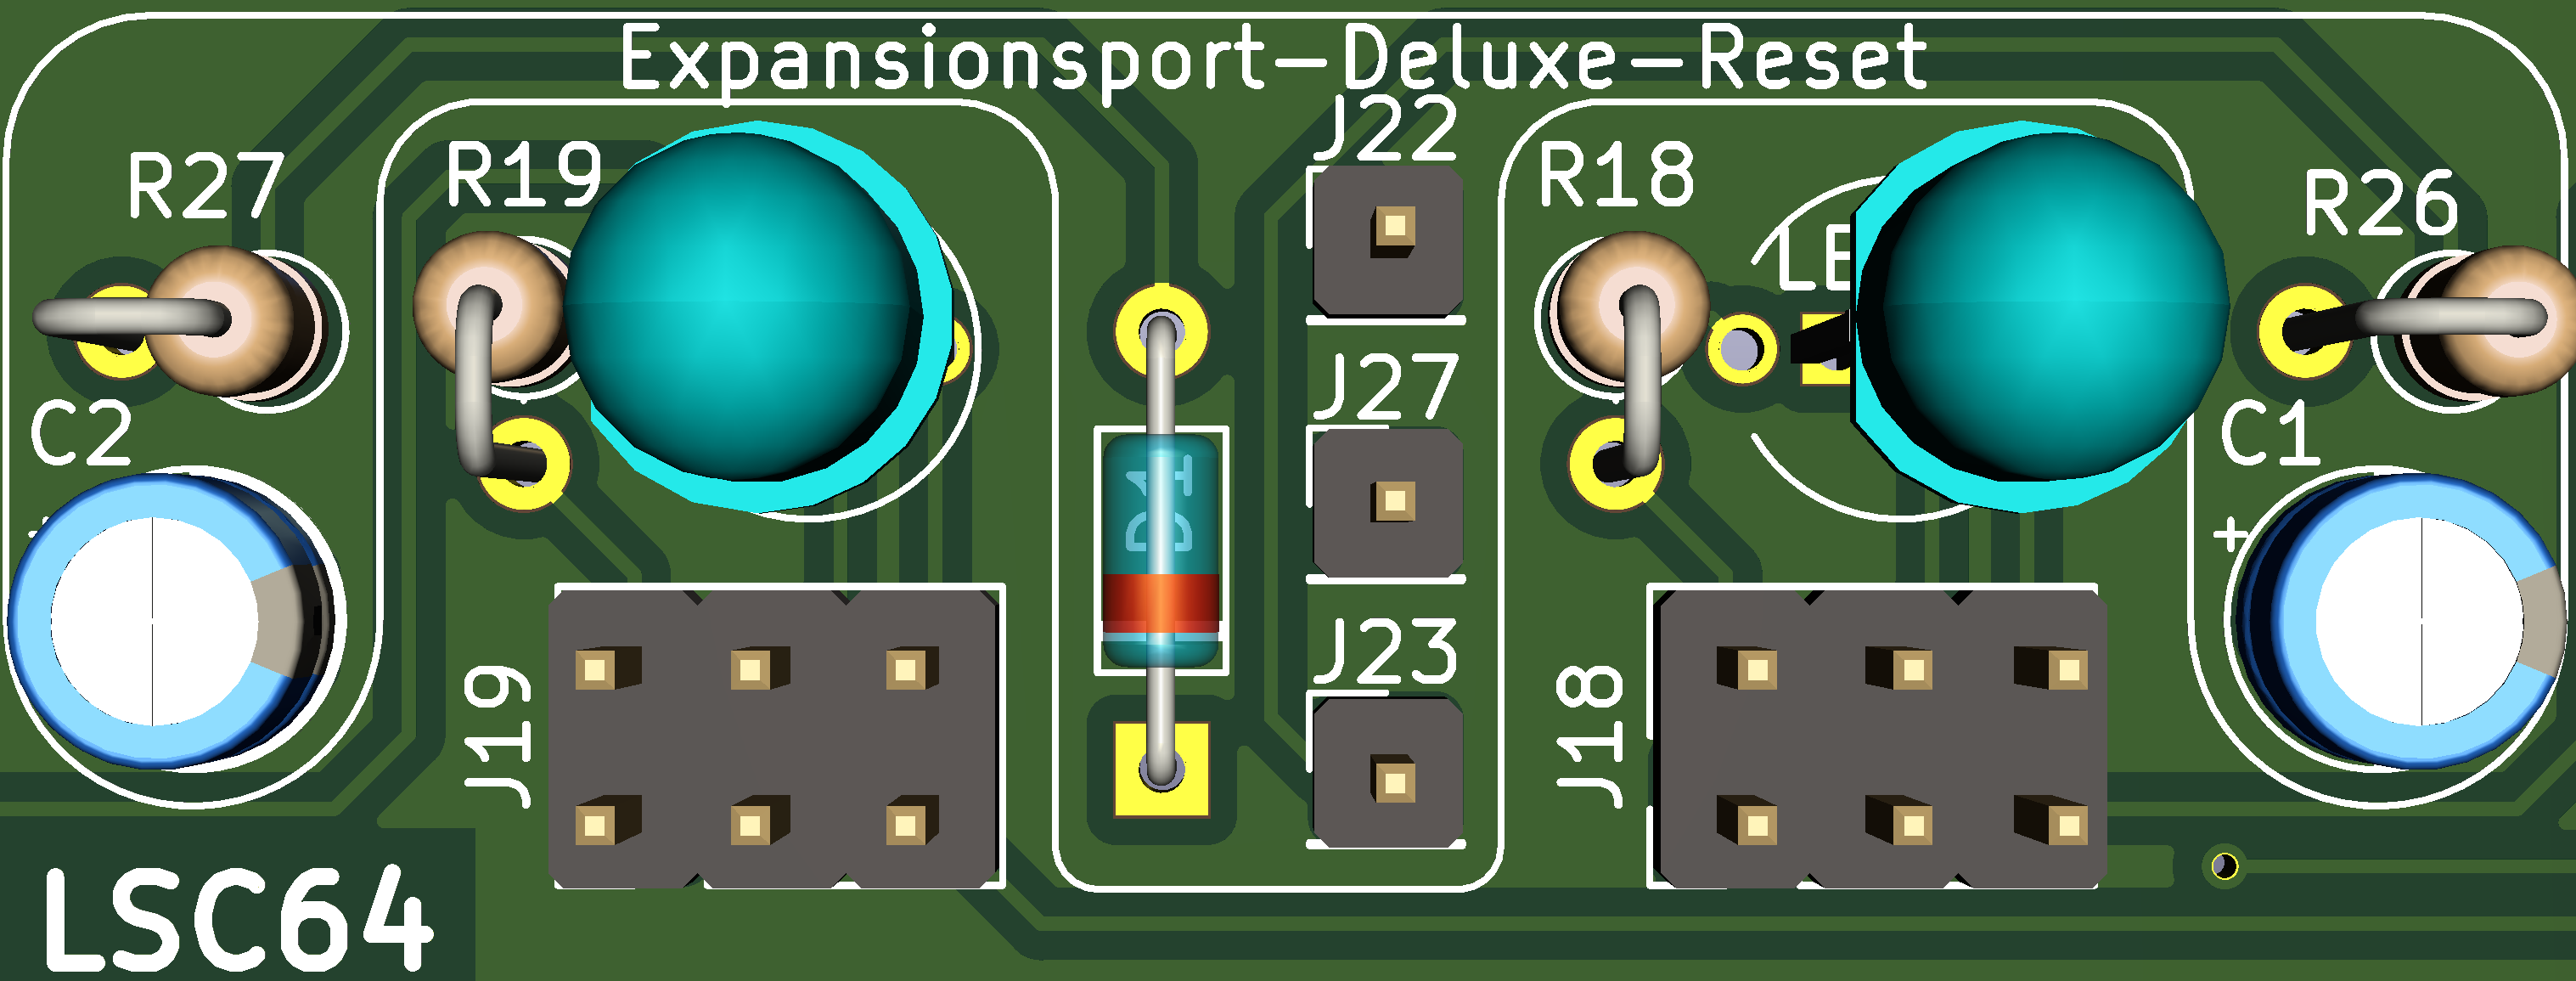 Expansionsport-Deluxe-Reset
J22
R27
R19
R18
R26
LE
J27
C2
C1
D1
+
J23
J19
J18
LSC64